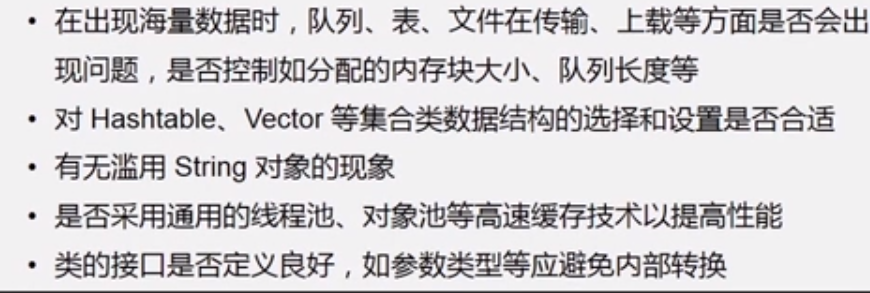 • 在出现海量数据时，队列、表、文件在传输、上载等方面是否会出
现问题，是否控制如分配的内存块大小、队列长度等
• 对 Hashtable、Vector 等集合类数据结构的选择和设置是否合适
• 有无滥用 String 对象的现象
• 是否采用通用的线程池、对象池等高速缓存技术以提高性能
• 类的接口是否定义良好，如参数类型等应避免内部转换